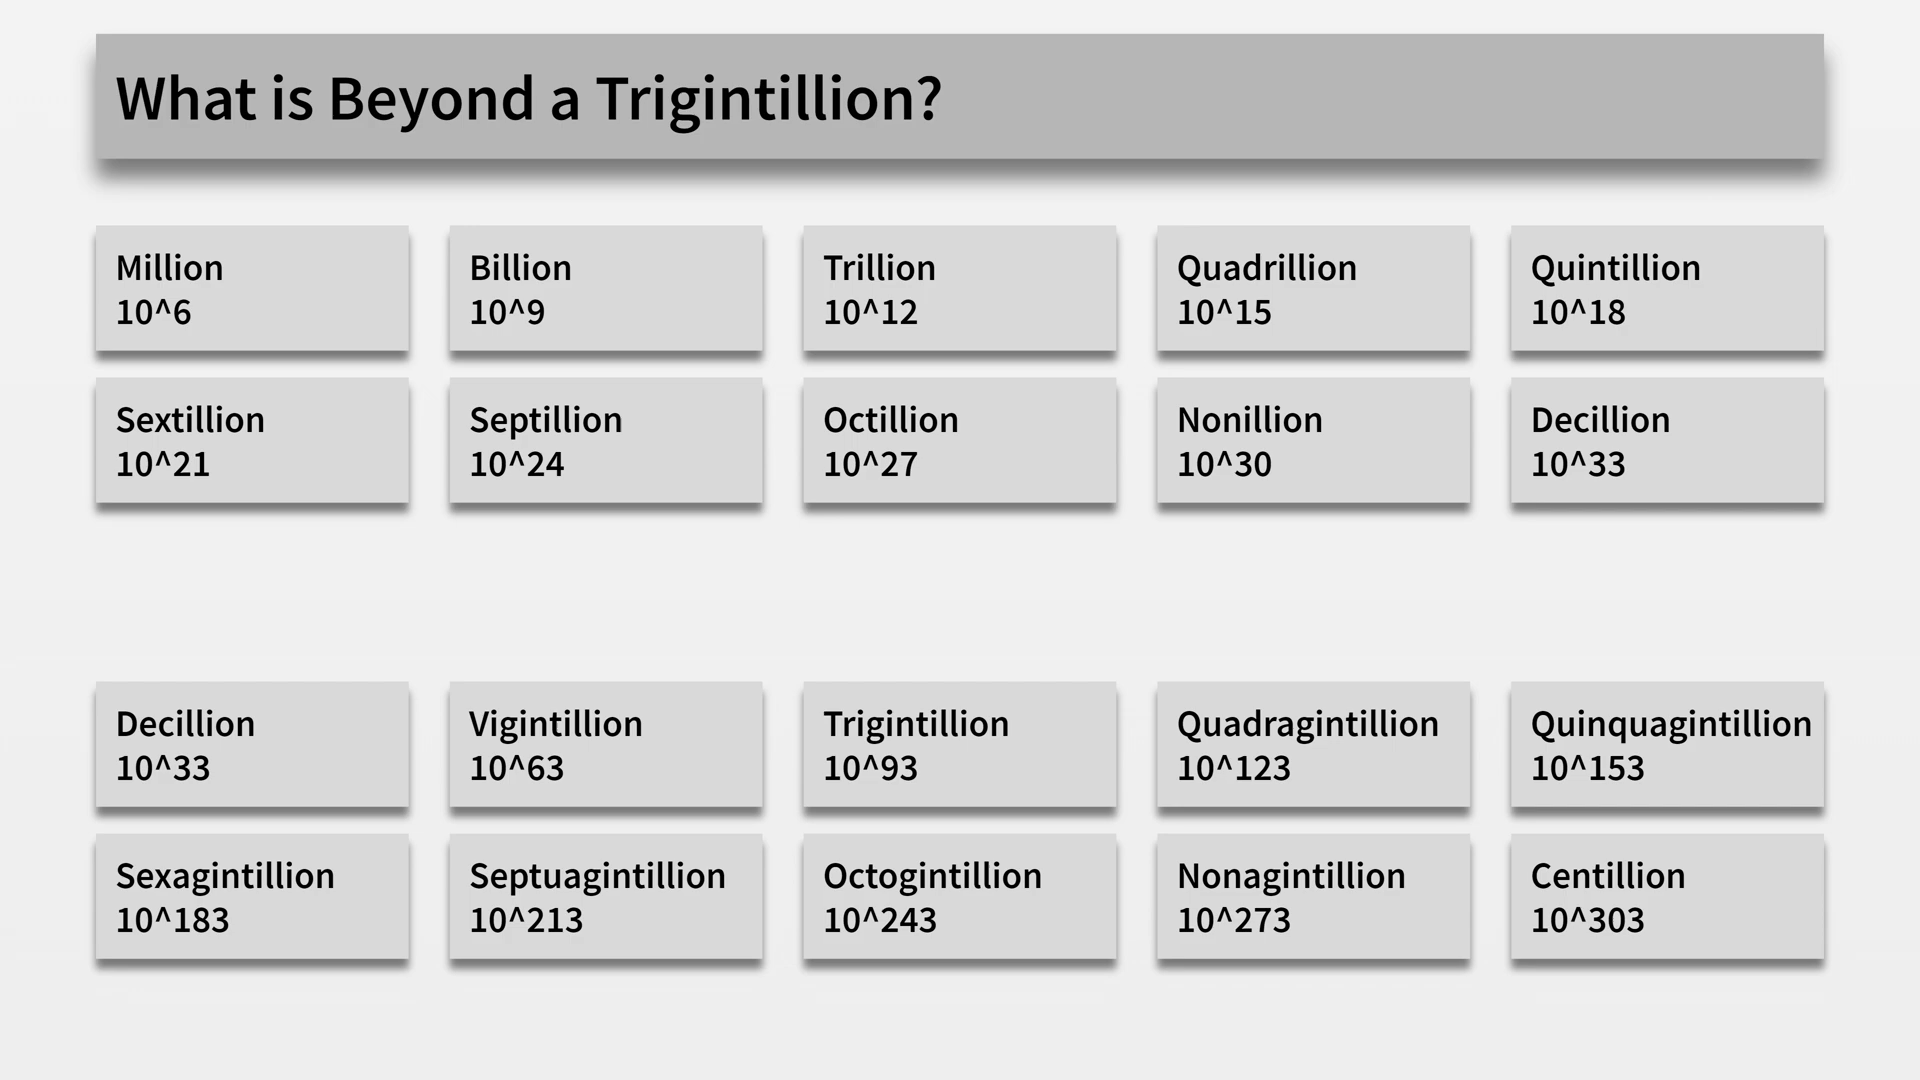 What is Beyond a Trigintillion?
Million
10^6
Billion
10^9
Trillion
10^12
Quadrillion
10^15
Quintillion
10^18
Sextillion
10^21
Septillion
10^24
Octillion
10^27
Nonillion
10^30
Decillion
10^33
Decillion
10^33
Vigintillion
10^63
Trigintillion
10^93
Quadragintillion
10^123
Quinquagintillion
10^153
Sexagintillion
10^183
Septuagintillion
10^213
Octogintillion
10^243
Nonagintillion
10^273
Centillion
10^303